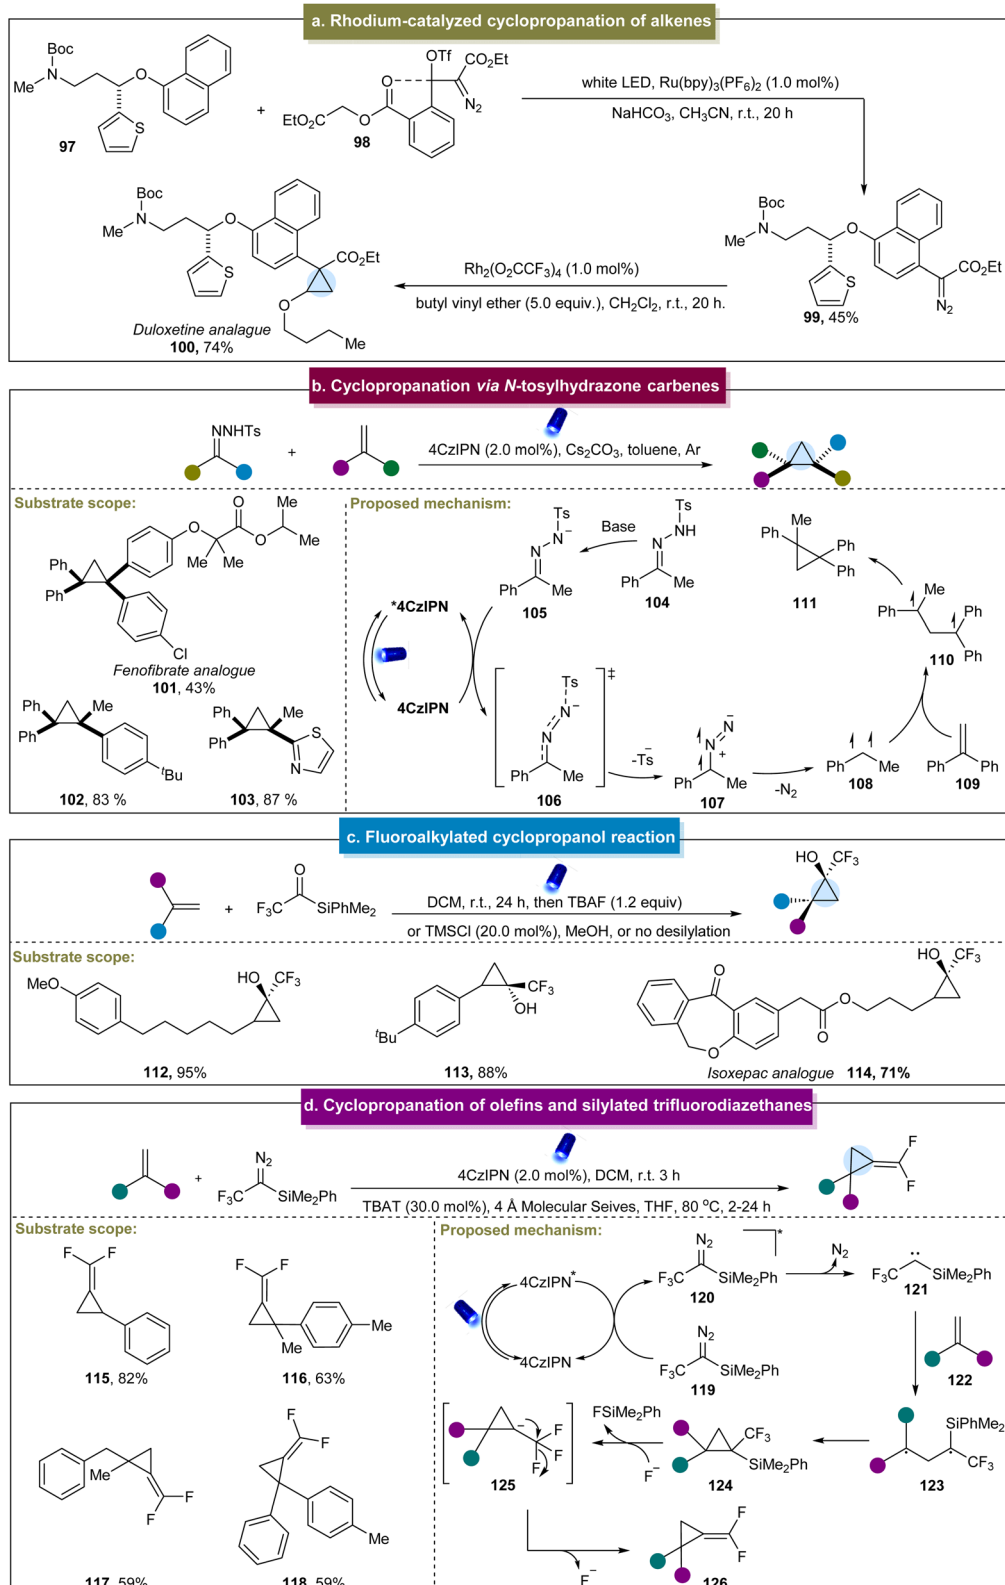 a. Rhodium-catalyzed cyclopropanation of alkenes
Boc
N
Me
O
S
97
+
OTf
CO2Et
O
N2
EtO2C
O
98
white LED, Ru(bpy)3(PF6)2 (1.0 mol%)
NaHCO3, CH3CN, r.t., 20 h
Boc
N
Me
O
S
CO2Et
N2
99, 45%
Rh2(O2CCF3)4 (1.0 mol%)
butyl vinyl ether (5.0 equiv.), CH2Cl2, r.t., 20 h.
Boc
N
Me
O
S
CO2Et
O
Me
Duloxetine analague
100, 74%
b. Cyclopropanation via N-tosylhydrazone carbenes
NNHTs
+
4CzIPN (2.0 mol%), Cs2CO3, toluene, Ar
Substrate scope:
O
O
O
Me
Me
Me
Me
Ph
Ph
Cl
Fenofibrate analogue
101, 43%
Ph
Ph
Me
tBu
102, 83 %
Ph
Ph
Me
S
N
103, 87 %
Proposed mechanism:
Ts
N−
N
Ph
Me
105
Base
Ts
NH
N
Ph
Me
104
*4CzIPN
4CzIPN
Ts
N−
N
Ph
Me
‡
106
-Ts−
N−
N+
Ph
Me
107
-N2
Ph
Me
108
Ph
Ph
109
Me
Ph
Ph
Ph
110
Me
Ph
Ph
Ph
111
c. Fluoroalkylated cyclopropanol reaction
+
O
F3C
SiPhMe2
DCM, r.t., 24 h, then TBAF (1.2 equiv)
or TMSCl (20.0 mol%), MeOH, or no desilylation
HO
CF3
Substrate scope:
MeO
HO
CF3
112, 95%
CF3
OH
tBu
113, 88%
O
O
O
O
HO
CF3
Isoxepac analogue 114, 71%
d. Cyclopropanation of olefins and silylated trifluorodiazethanes
+
N2
F3C
SiMe2Ph
4CzIPN (2.0 mol%), DCM, r.t. 3 h
TBAT (30.0 mol%), 4 Å Molecular Seives, THF, 80 oC, 2-24 h
F
F
Substrate scope:
F
F
115, 82%
F
F
Me
Me
116, 63%
Me
F
F
117, 59%
F
F
Me
118, 59%
Proposed mechanism:
4CzIPN*
4CzIPN
N2
F3C
SiMe2Ph
*
120
N2
F3C
SiMe2Ph
119
N2
F3C
SiMe2Ph
121
122
SiPhMe2
CF3
123
CF3
SiMe2Ph
124
FSiMe2Ph
F−
−
F
F
F
125
F−
F
F
126